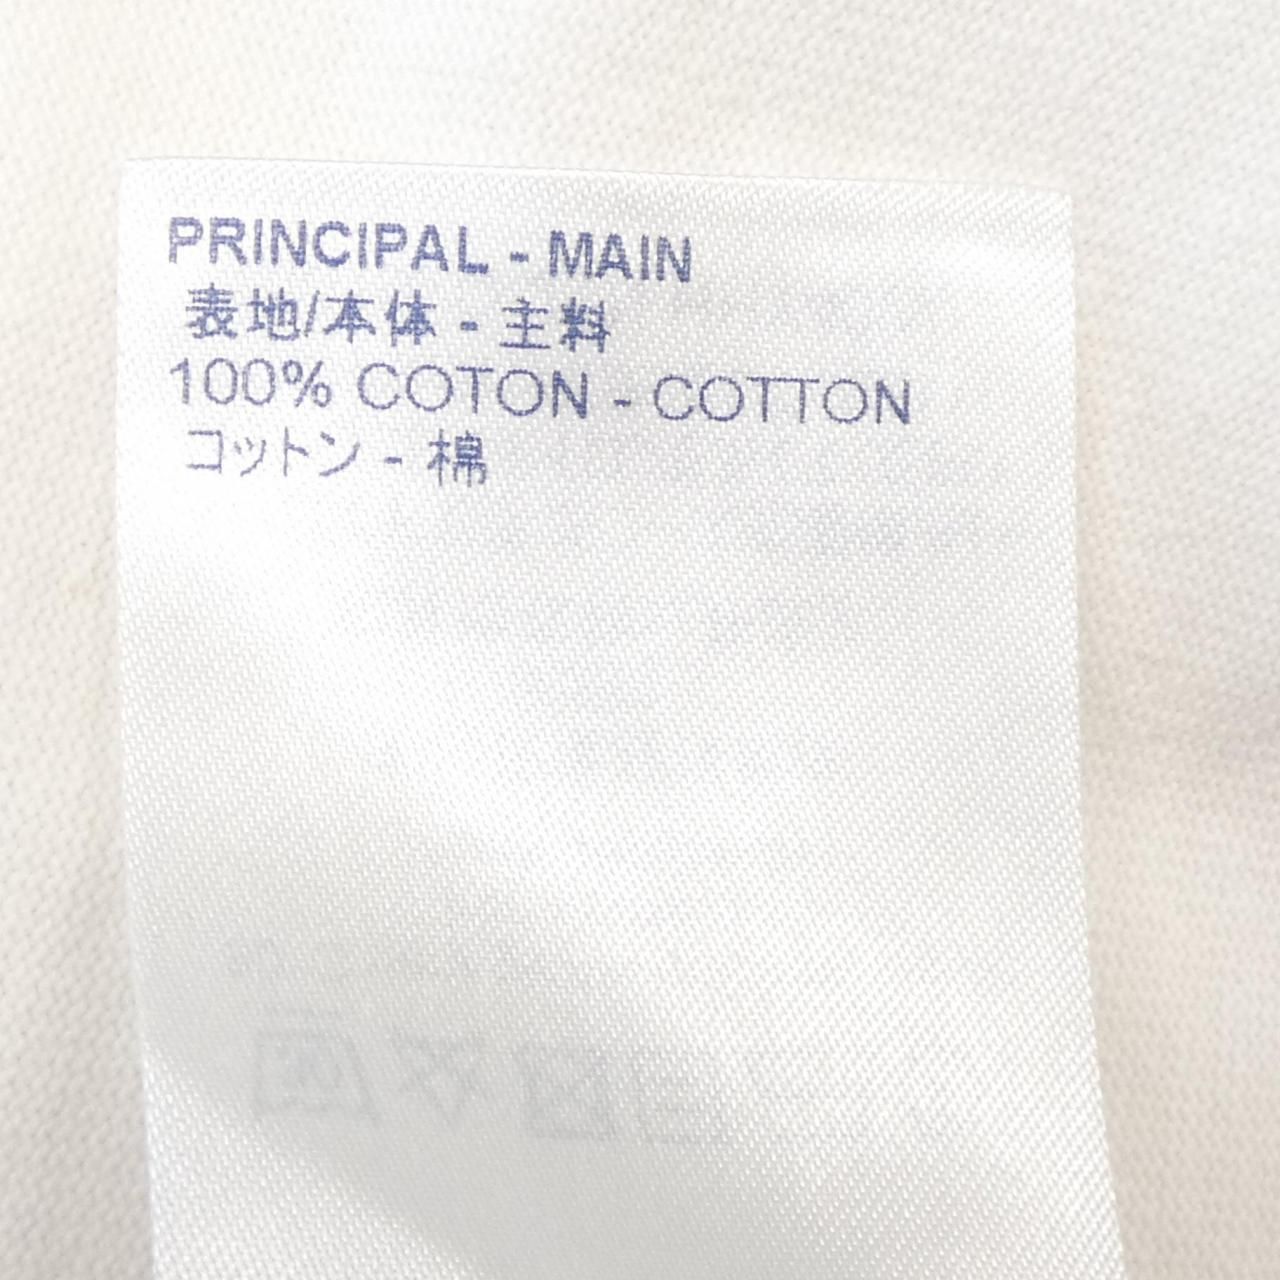 PRINCIPAL - MAIN
表地/本体 - 主料
100% COTON - COTTON
コットン - 棉